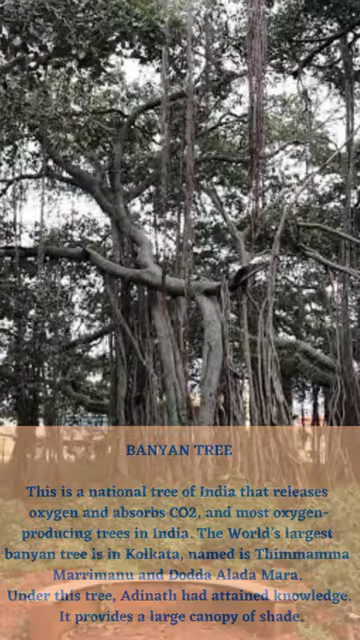 BANYAN TREE
This is a national tree of India that releases
oxygen and absorbs CO2, and most oxygen-
producing trees in India. The World's largest
banyan tree is in Kolkata, named is Thimmamma
Marrimanu and Dodda Alada Mara.
Under this tree, Adinath had attained knowledge.
It provides a large canopy of shade.